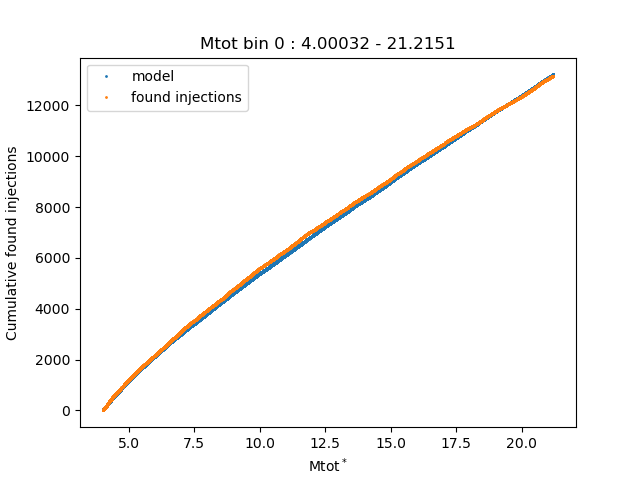 Mtot bin 0 : 4.00032 - 21.2151
model
found injections
Cumulative found injections
12000
10000
8000
6000
4000
2000
0
5.0 7.5 10.0 12.5 15.0 17.5 20.0
Mtot*